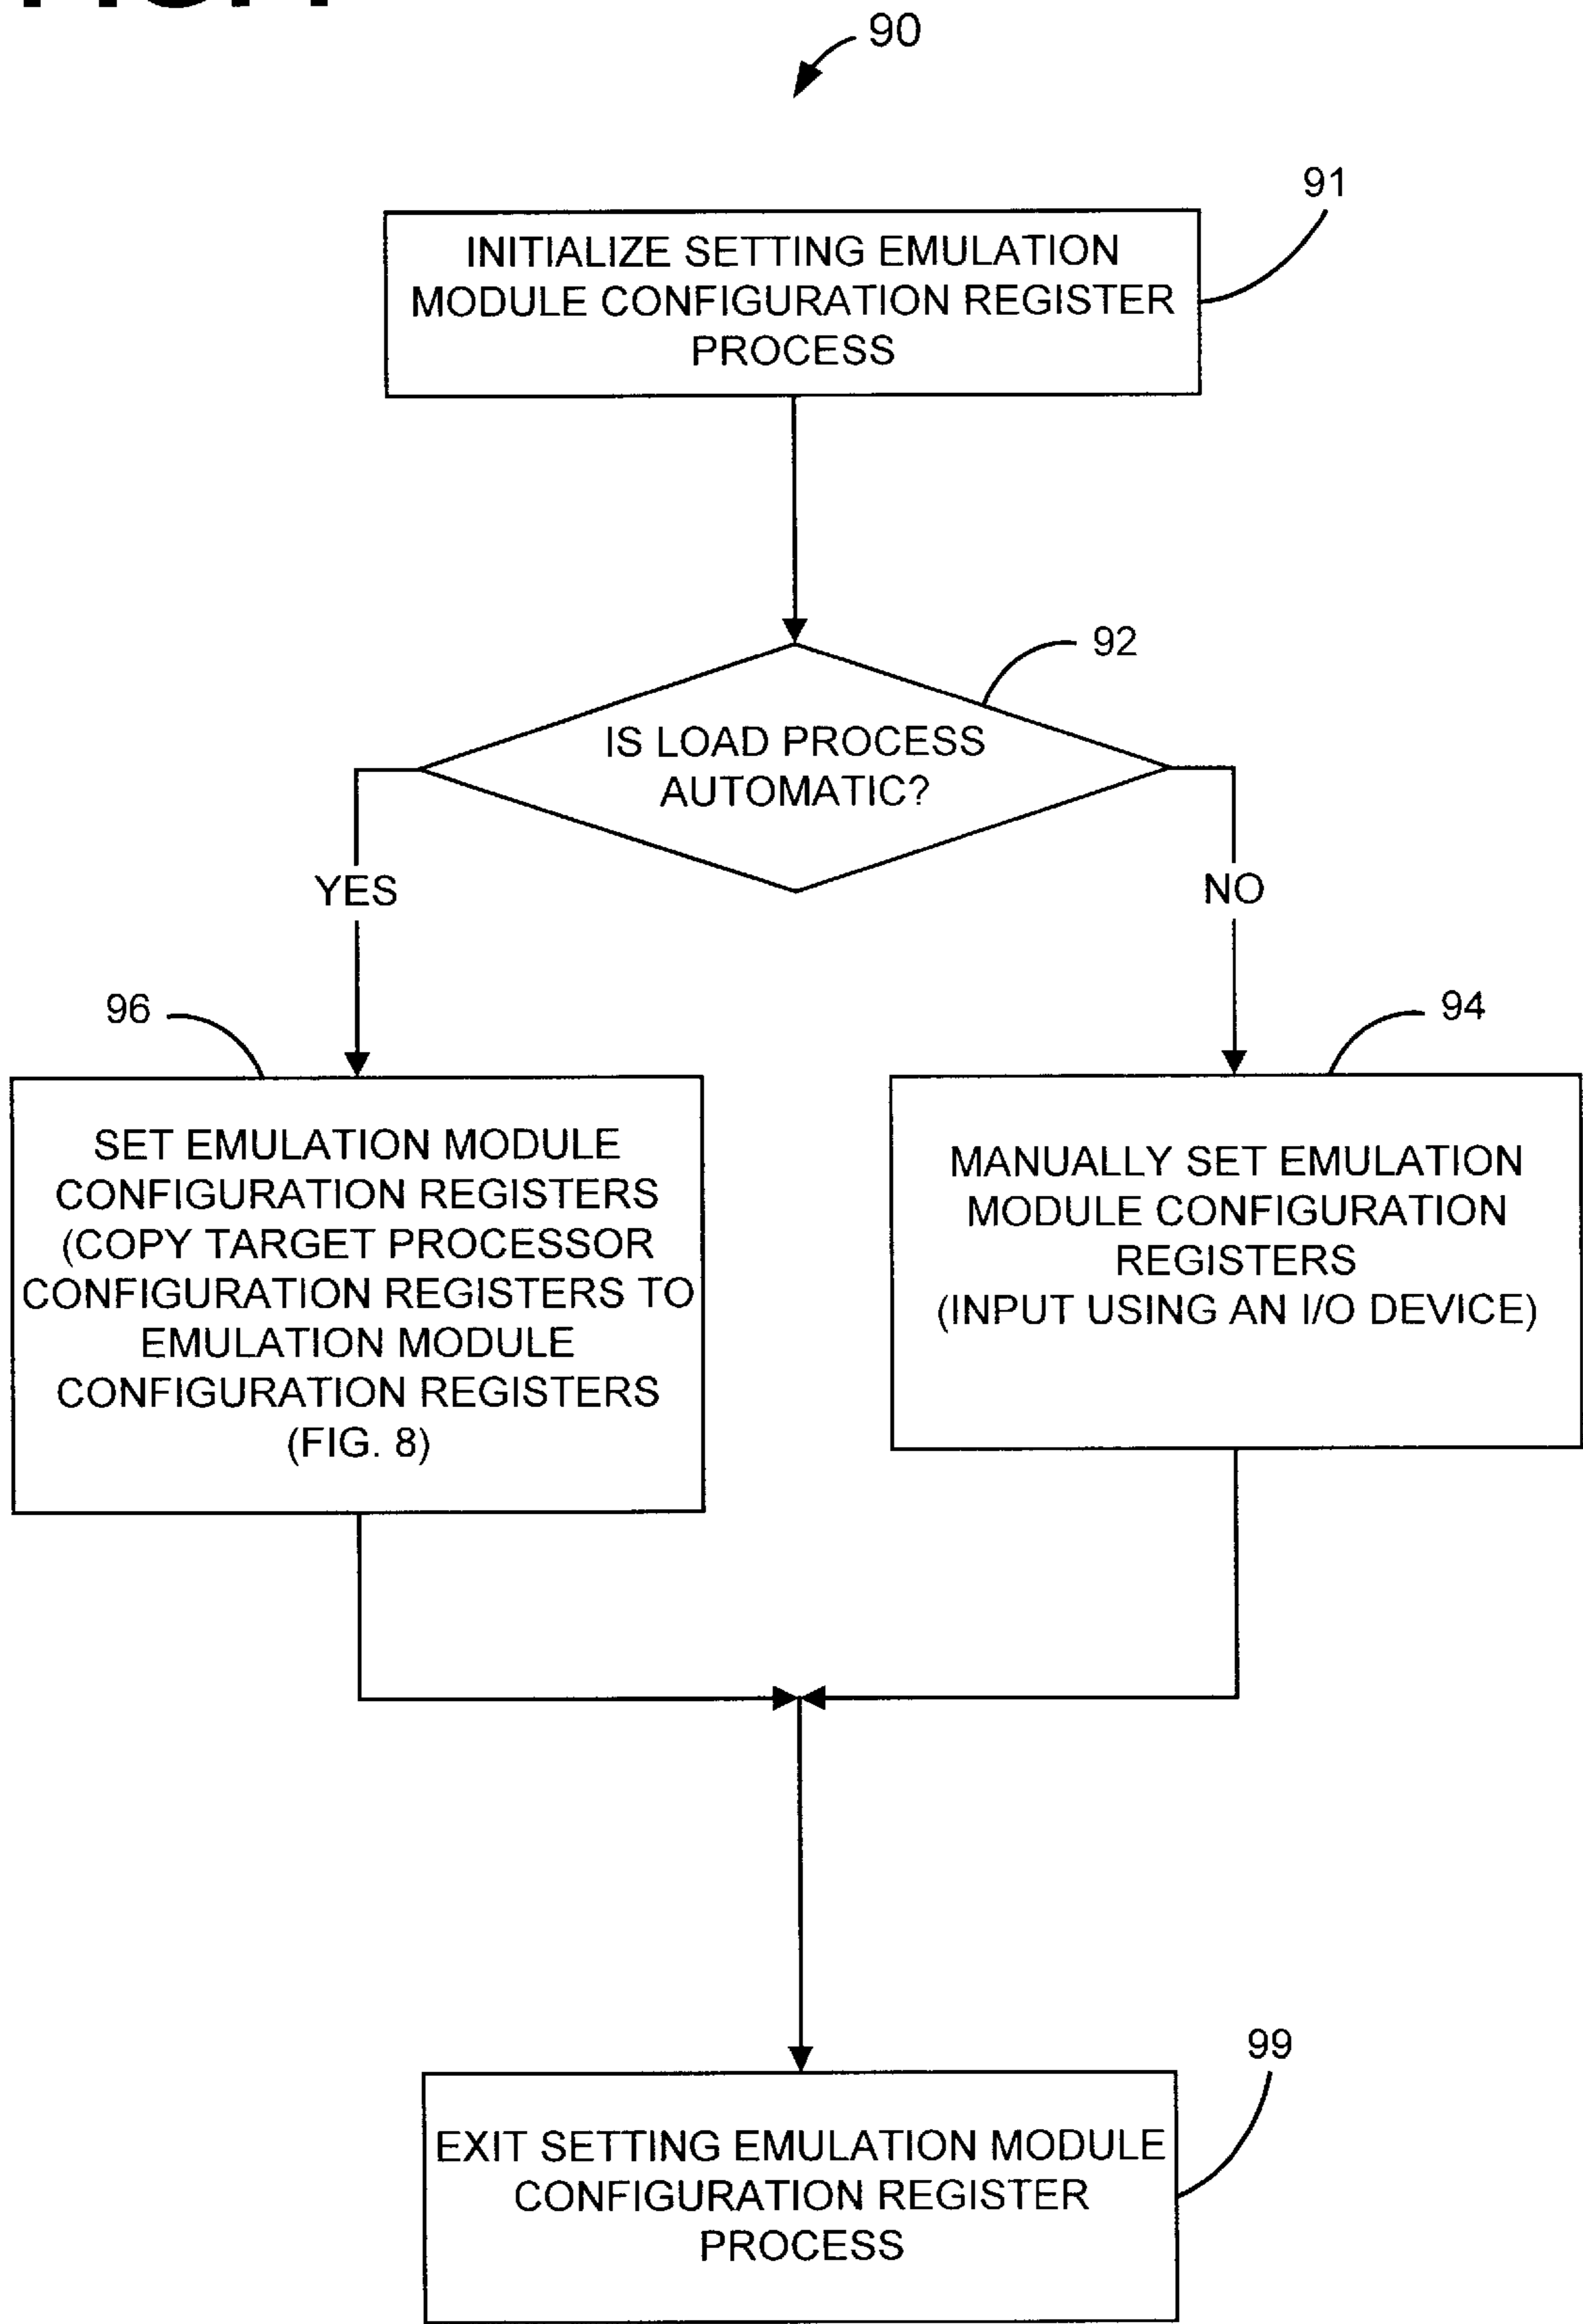 90
91
INITIALIZE SETTING EMULATION
MODULE CONFIGURATION REGISTER
PROCESS
92
IS LOAD PROCESS
AUTOMATIC?
YES
NO
96
94
SET EMULATION MODULE
CONFIGURATION REGISTERS
(COPY TARGET PROCESSOR
CONFIGURATION REGISTERS TO
EMULATION MODULE
CONFIGURATION REGISTERS
(FIG. 8)
MANUALLY SET EMULATION
MODULE CONFIGURATION
REGISTERS
(INPUT USING AN I/O DEVICE)
99
EXIT SETTING EMULATION MODULE
CONFIGURATION REGISTER
PROCESS